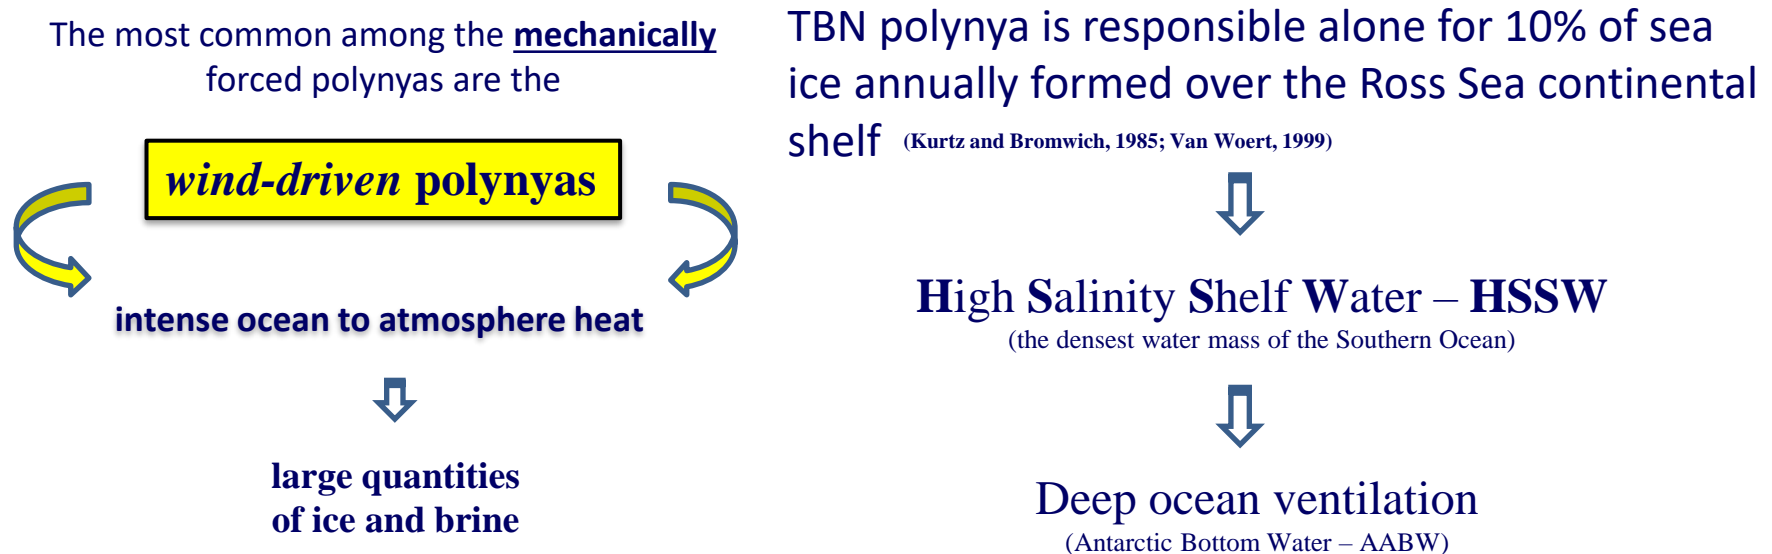 The most common among the mechanically
forced polynyas are the
wind-driven polynyas
intense ocean to atmosphere heat
large quantities
of ice and brine
TBN polynya is responsible alone for 10% of sea
ice annually formed over the Ross Sea continental
shelf (Kurtz and Bromwich, 1985; Van Woert, 1999)
High Salinity Shelf Water – HSSW
(the densest water mass of the Southern Ocean)
Deep ocean ventilation
(Antarctic Bottom Water – AABW)